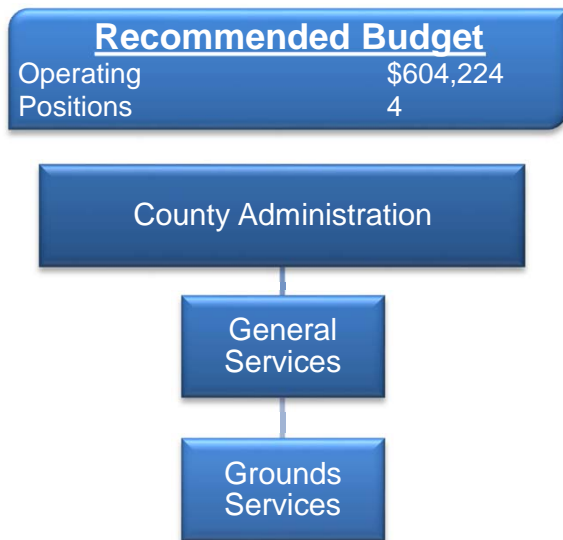 Recommended Budget
Operating $604,224
Positions 4
County Administration
General
Services
Grounds
Services